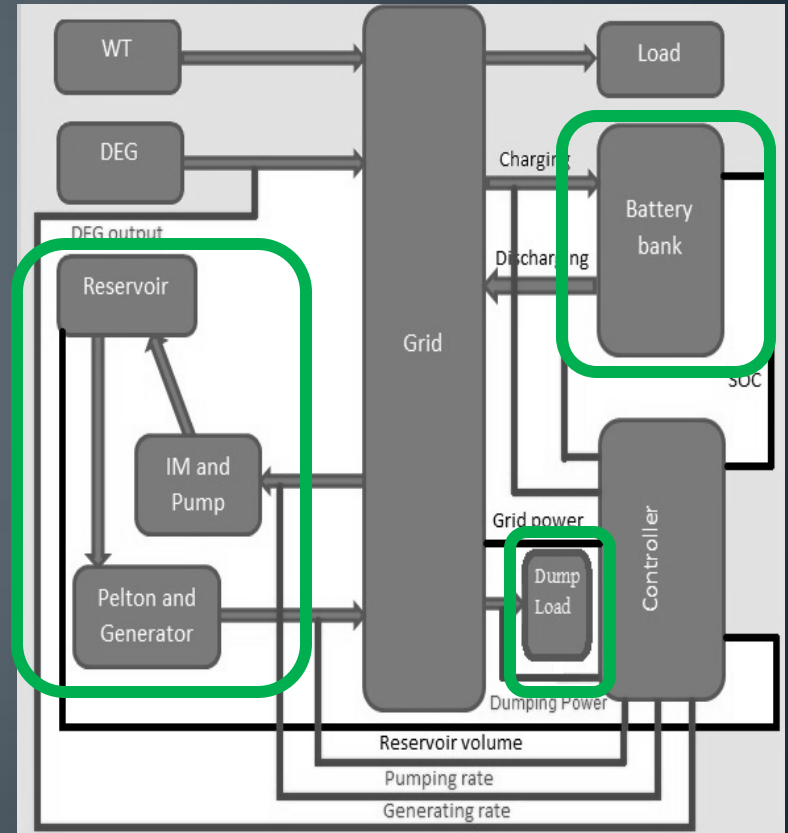 WT
Load
DEG
Charging
Battery
bank
DEG output
Discharging
Reservoir
Grid
SOC
IM and
Pump
Grid power
Controller
Dump
Load
Pelton and
Generator
Dumping Power
Reservoir volume
Pumping rate
Generating rate